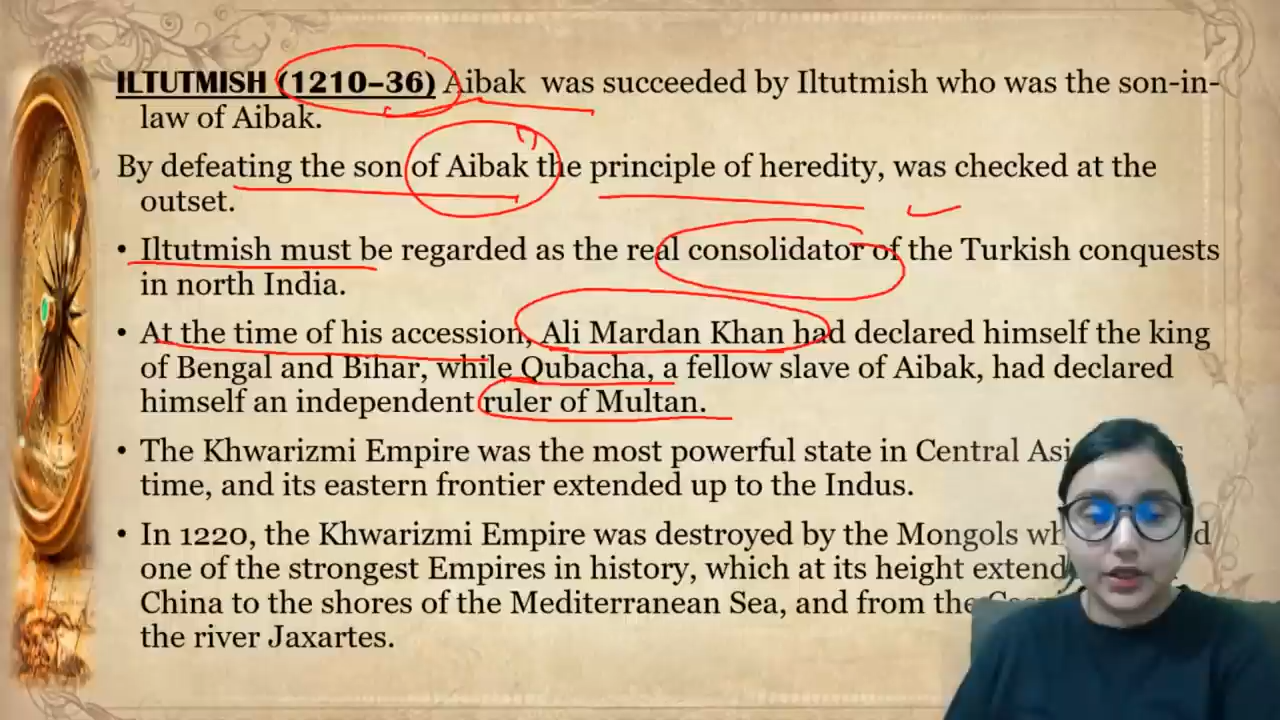 ILTUTMISH (1210–36) Aibak was succeeded by Iltutmish who was the son-in-
law of Aibak.
By defeating the son of Aibak the principle of heredity, was checked at the
outset.
• Iltutmish must be regarded as the real consolidator of the Turkish conquests
in north India.
• At the time of his accession, Ali Mardan Khan had declared himself the king
of Bengal and Bihar, while Qubacha, a fellow slave of Aibak, had declared
himself an independent ruler of Multan.
• The Khwarizmi Empire was the most powerful state in Central
time, and its eastern frontier extended up to the Indus.
• In 1220, the Khwarizmi Empire was destroyed by the Mongols
one of the strongest Empires in history, which at its height
China to the shores of the Mediterranean Sea, and from the
the river Jaxartes.